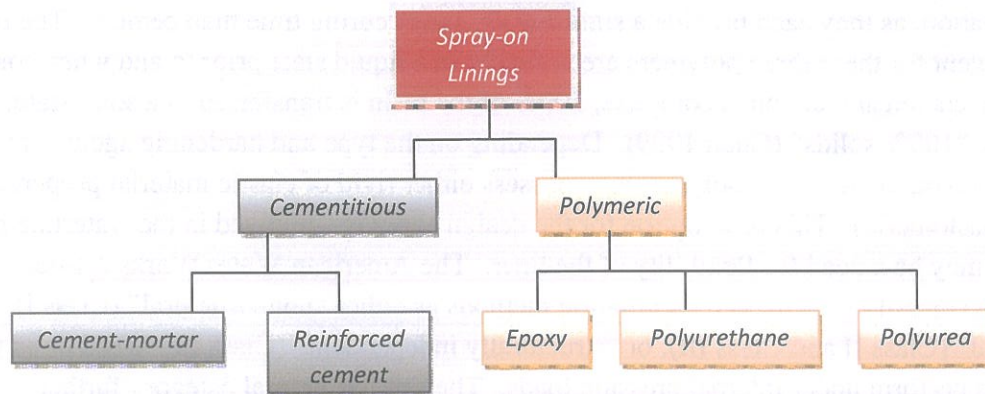 Spray-on
Linings
Cementitious
Polymeric
Cement-mortar
Reinforced
cement
Epoxy
Polyurethane
Polyurea